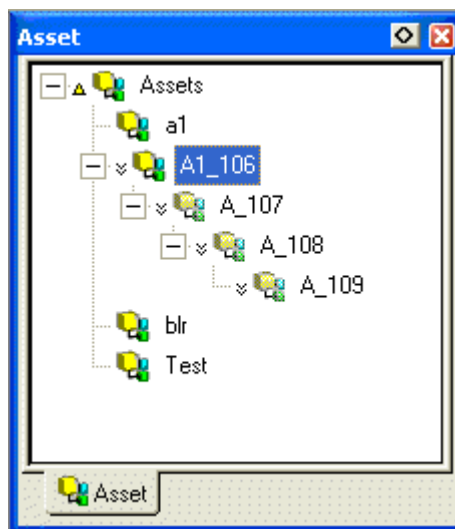 Asset
Assets
a1
A1_106
A_107
A_108
A_109
blr
Test
Asset